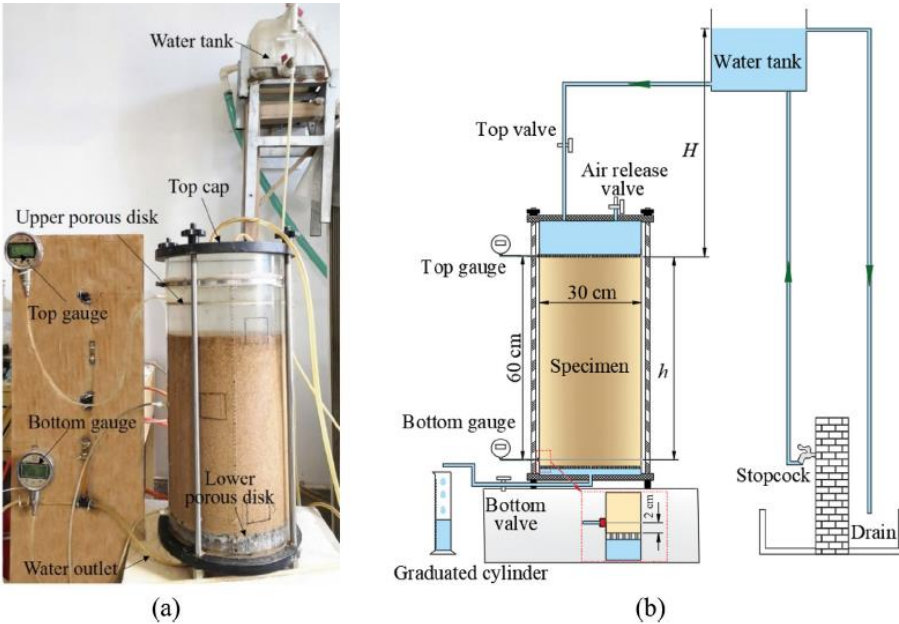 Water tank
Top cap
Upper porous disk
Top gauge
Bottom gauge
Lower
porous disk
Water outlet
(a)
Water tank
Top valve
H
Air release
valve
Top gauge
30 cm
60 cm
Specimen
h
Bottom gauge
Stopcock
2 cm
Bottom
valve
Drain
Graduated cylinder
(b)